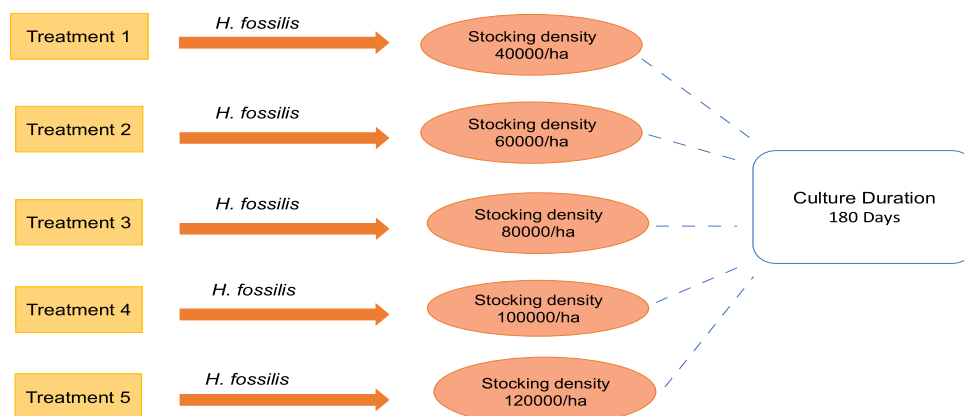 Treatment 1
H. fossilis
Stocking density
40000/ha
Treatment 2
H. fossilis
Stocking density
60000/ha
Treatment 3
H. fossilis
Stocking density
80000/ha
Culture Duration
180 Days
Treatment 4
H. fossilis
Stocking density
100000/ha
Treatment 5
H. fossilis
Stocking density
120000/ha